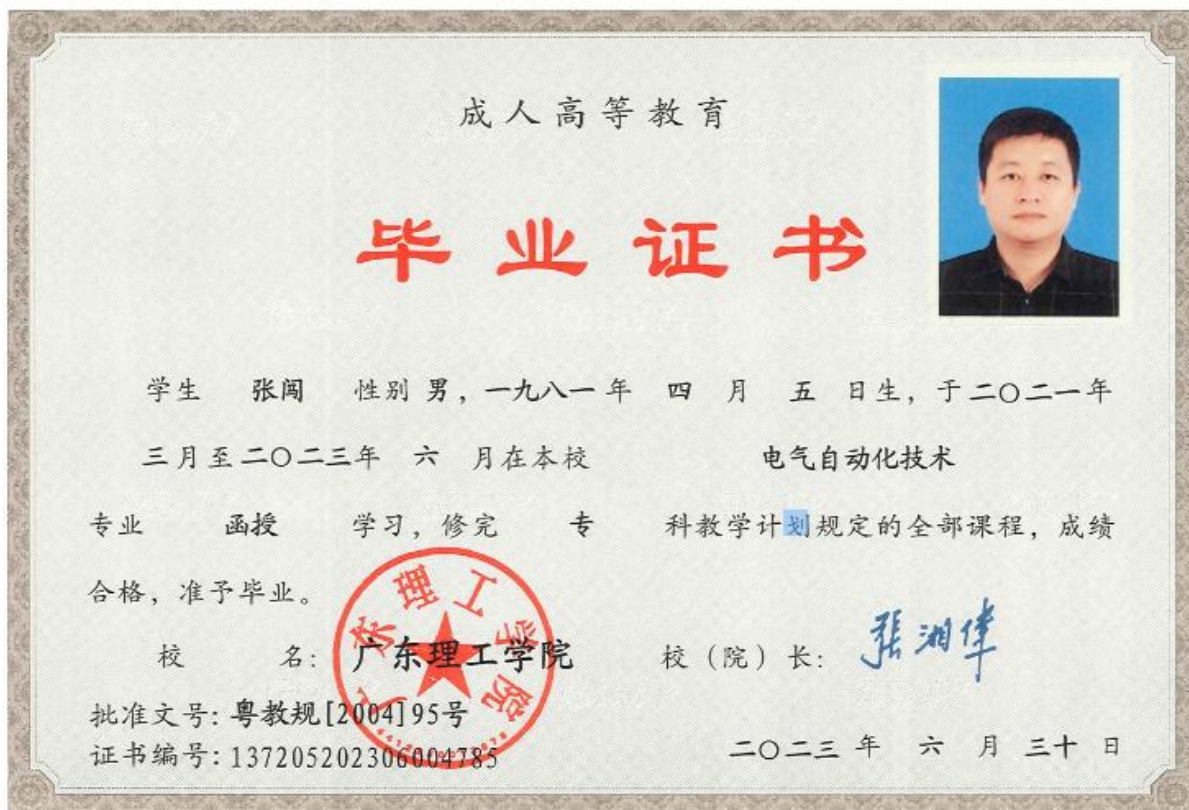 成人高等教育
毕业证书
学生 张闯 性别 男，一九八一年 四 月 五 日生，于二〇二一年
三月至二〇二三年 六 月在本校 电气自动化技术
专业 函授 学习，修完 专 科教学计划规定的全部课程，成绩
合格，准予毕业。
校 名：广东理工学院 校（院）长：张湘伟
广东理工学院
批准文号：粤教规[2004]95号
证书编号：137205202306004785
二〇二三 年 六 月 三十 日